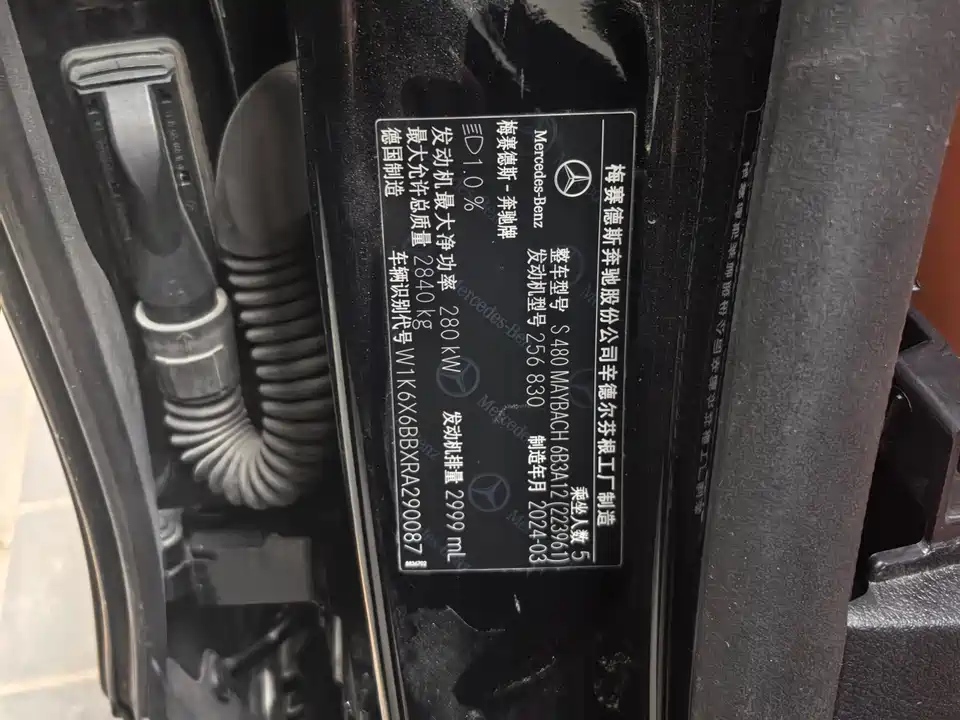 梅赛德斯奔驰股份公司辛德尔芬根工厂制造
乘坐人数 5
Mercedes-Benz
整车型号 S 480 MAYBACH 6B3A12 (223961)
发动机型号 256 830 制造年月 2024-03
梅赛德斯-奔驰牌
1.0 %
发动机最大净功率 280 kW 发动机排量 2999 mL
最大允许总质量 2840 kg
德国制造 车辆识别代号 W1K6X6BBXRA290087